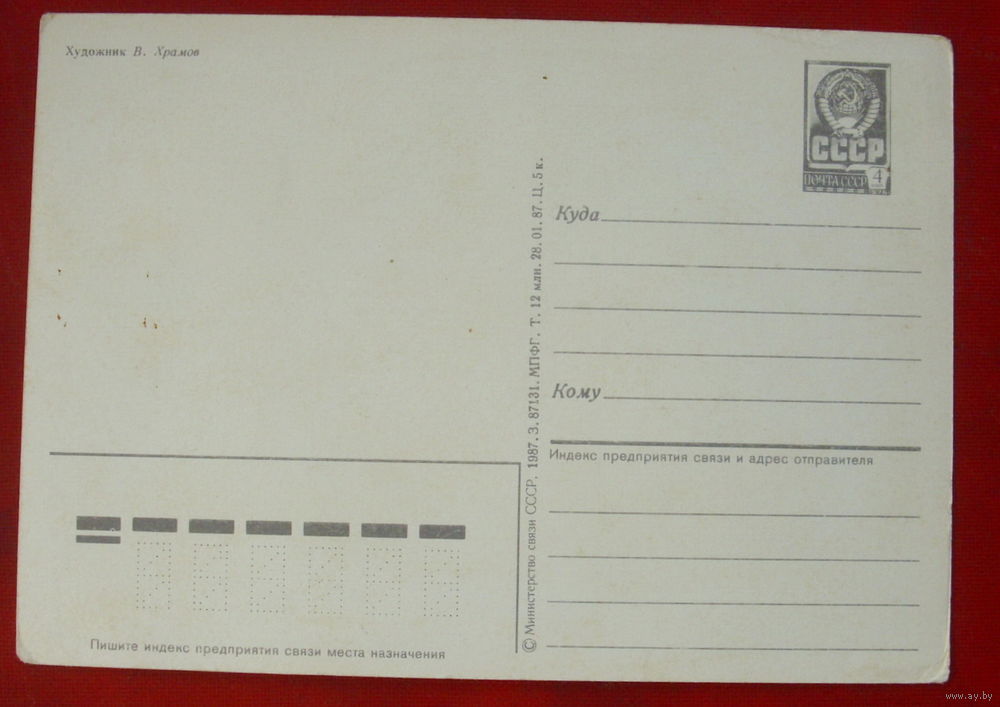 Художник В. Храмов
СССР
ПОЧТА СССР
4
Куда
Кому
Индекс предприятия связи и адрес отправителя
© Министерство связи СССР. 1987. З. 87131. МПФГ. Т. 12 млн. 28. 01. 87. Ц. 5 к.
Пишите индекс предприятия связи места назначения
www.ay.by